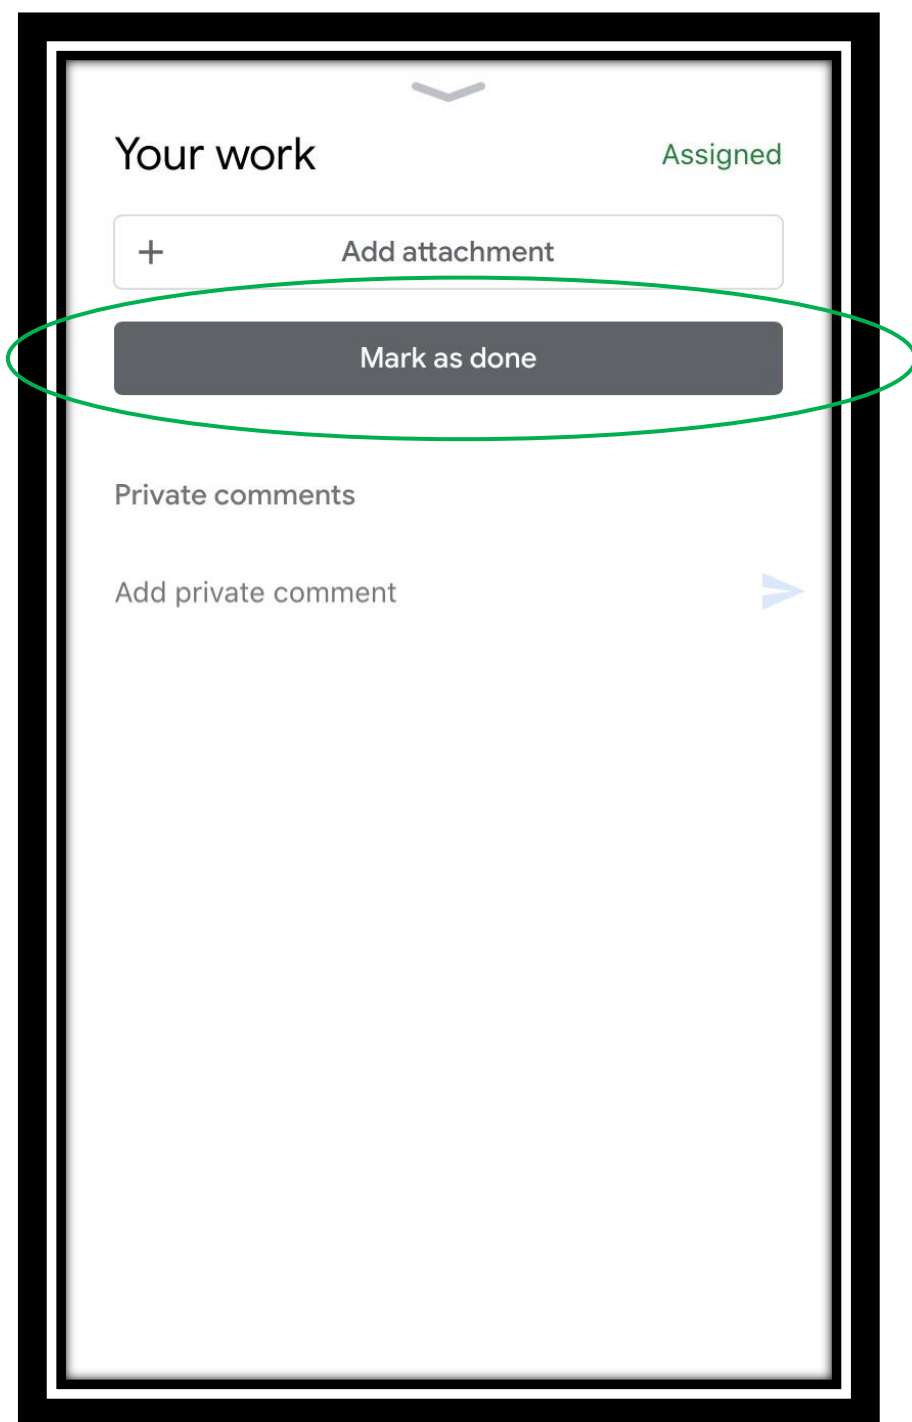 Your work
Assigned
+ Add attachment
Mark as done
Private comments
Add private comment